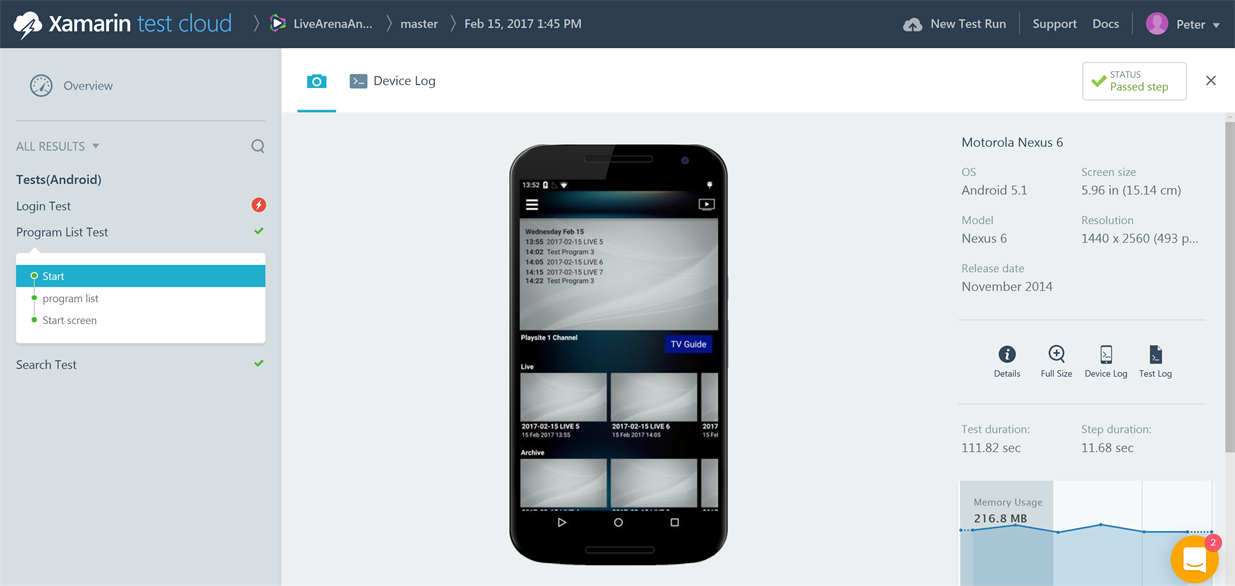 Xamarin test cloud
LiveArenaAn...
master
Feb 15, 2017 1:45 PM
New Test Run
Support
Docs
Peter
Overview
ALL RESULTS
Tests(Android)
Login Test
Program List Test
Start
program list
Start screen
Search Test
Device Log
STATUS
Passed step
13:52
Wednesday Feb 15
13:55 2017-02-15 LIVE 5
14:02 Test Program 3
14:05 2017-02-15 LIVE 6
14:15 2017-02-15 LIVE 7
14:22 Test Program 3
Playsite 1 Channel
TV Guide
Live
2017-02-15 LIVE 5
15 Feb 2017 13:55
2017-02-15 LIVE 6
15 Feb 2017 14:05
2017
15 Fel
Archive
Motorola Nexus 6
OS
Android 5.1
Screen size
5.96 in (15.14 cm)
Model
Nexus 6
Resolution
1440 x 2560 (493 p...
Release date
November 2014
Details
Full Size
Device Log
Test Log
Test duration:
111.82 sec
Step duration:
11.68 sec
Memory Usage
216.8 MB
2